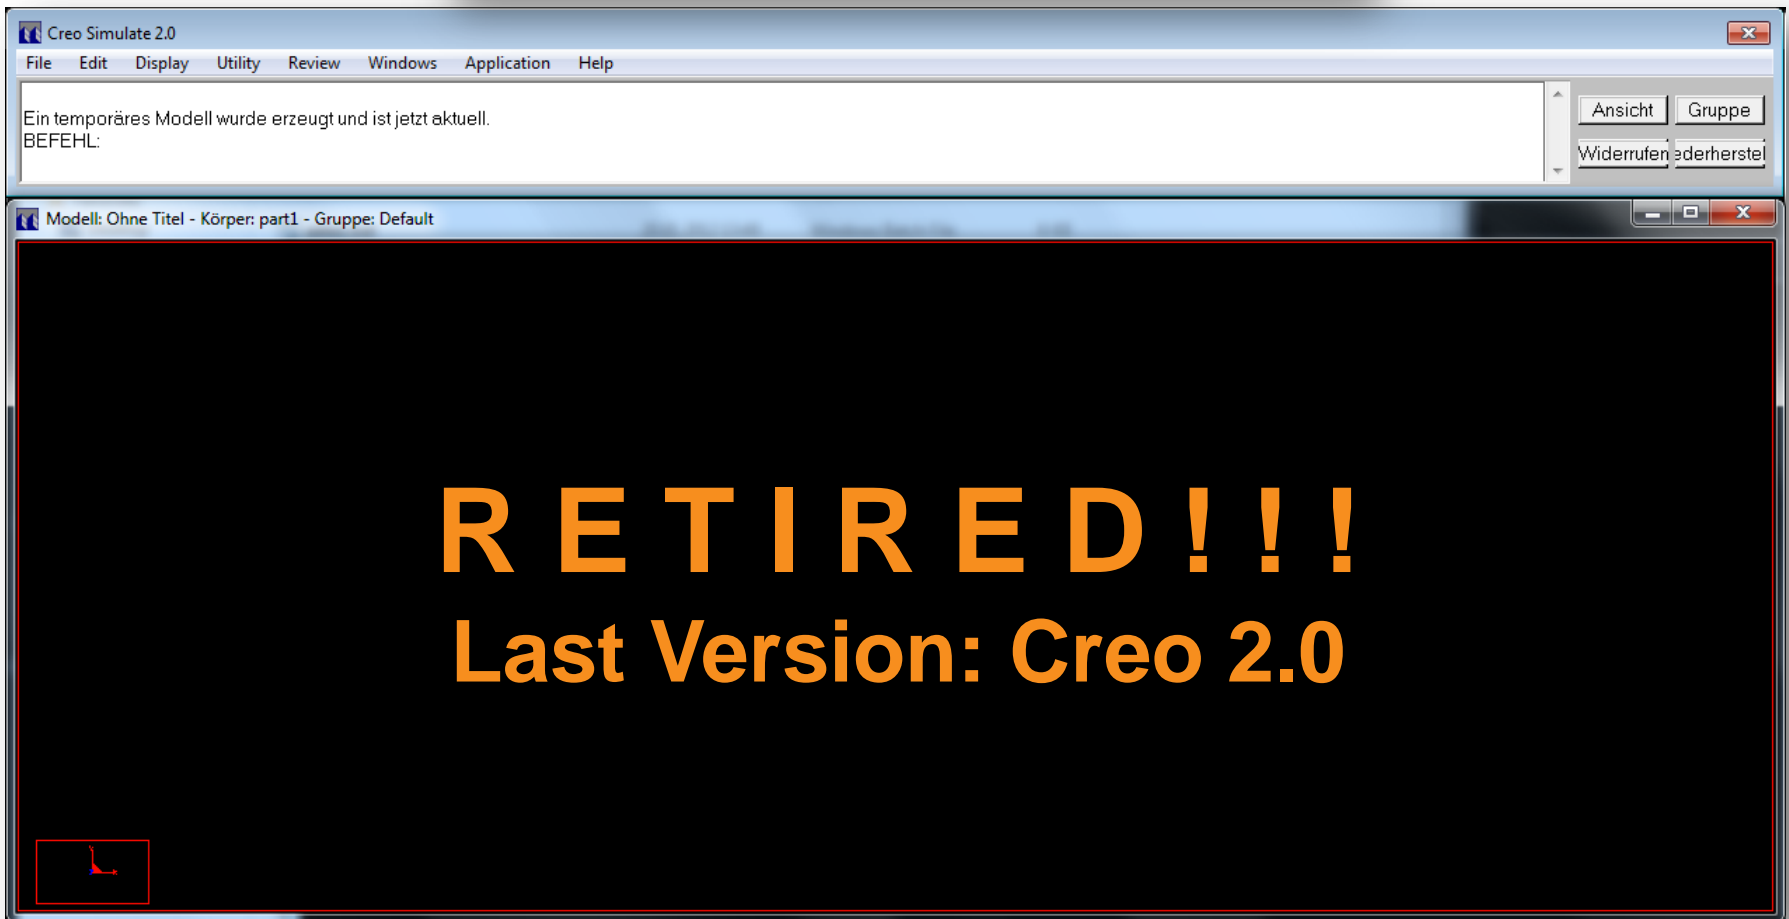 Creo Simulate 2.0
File Edit Display Utility Review Windows Application Help
Ein temporäres Modell wurde erzeugt und ist jetzt aktuell.
BEFEHL:
Ansicht Gruppe
Widerrufen ederherstel
Modell: Ohne Titel - Körper: part1 - Gruppe: Default
R E T I R E D ! ! !
Last Version: Creo 2.0